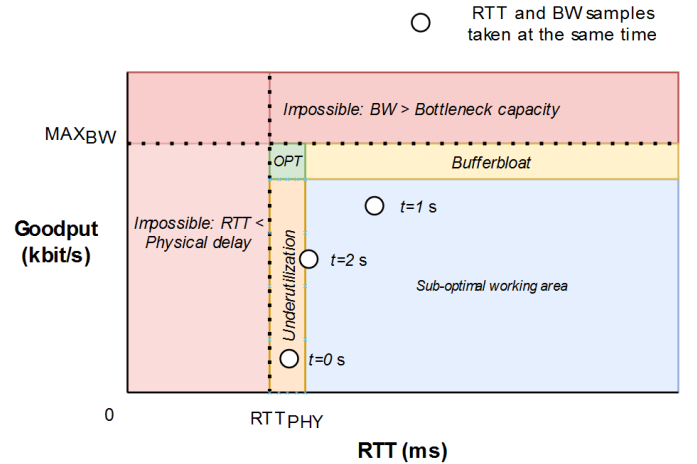 RTT and BW samples
taken at the same time
Impossible: BW > Bottleneck capacity
MAXBW
OPT
Bufferbloat
Impossible: RTT <
Physical delay
t=1 s
Goodput
(kbit/s)
Underutilization
t=2 s
Sub-optimal working area
t=0 s
0
RTTPHY
RTT (ms)